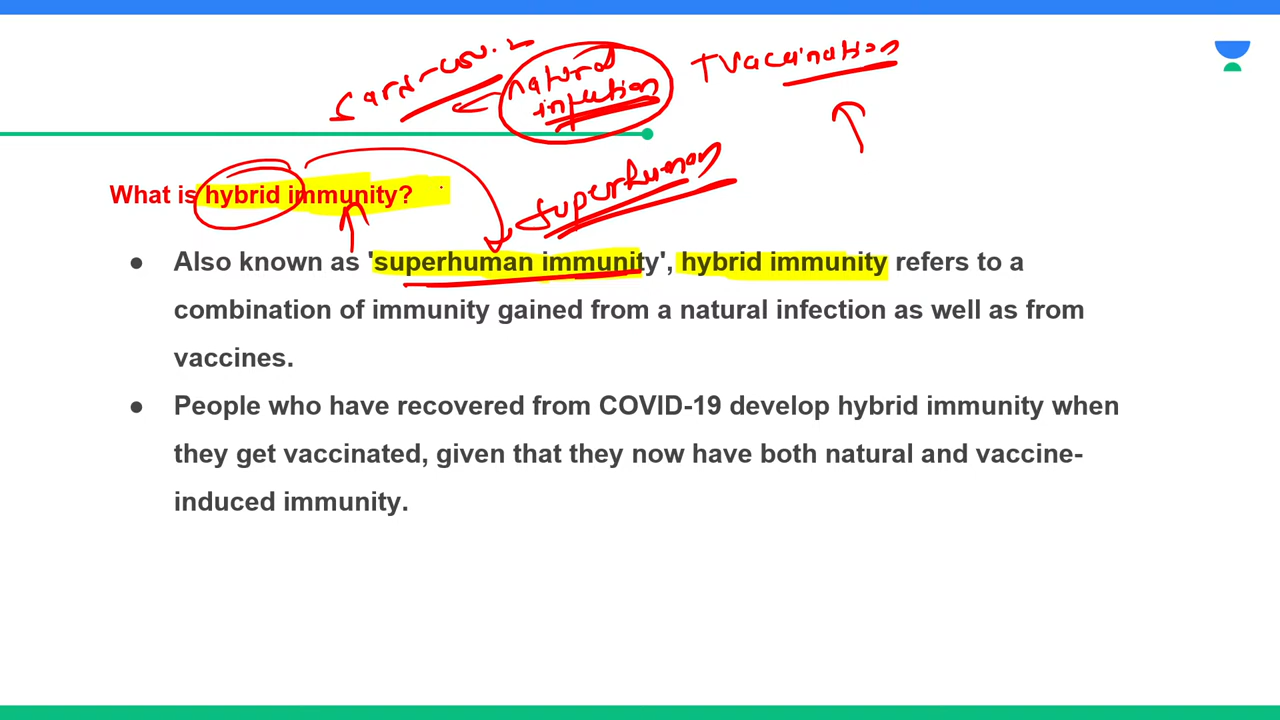 Sars-cov-2
natural
infection
+Vaccination
What is hybrid immunity?
Superhuman
● Also known as 'superhuman immunity', hybrid immunity refers to a
combination of immunity gained from a natural infection as well as from
vaccines.
● People who have recovered from COVID-19 develop hybrid immunity when
they get vaccinated, given that they now have both natural and vaccine-
induced immunity.